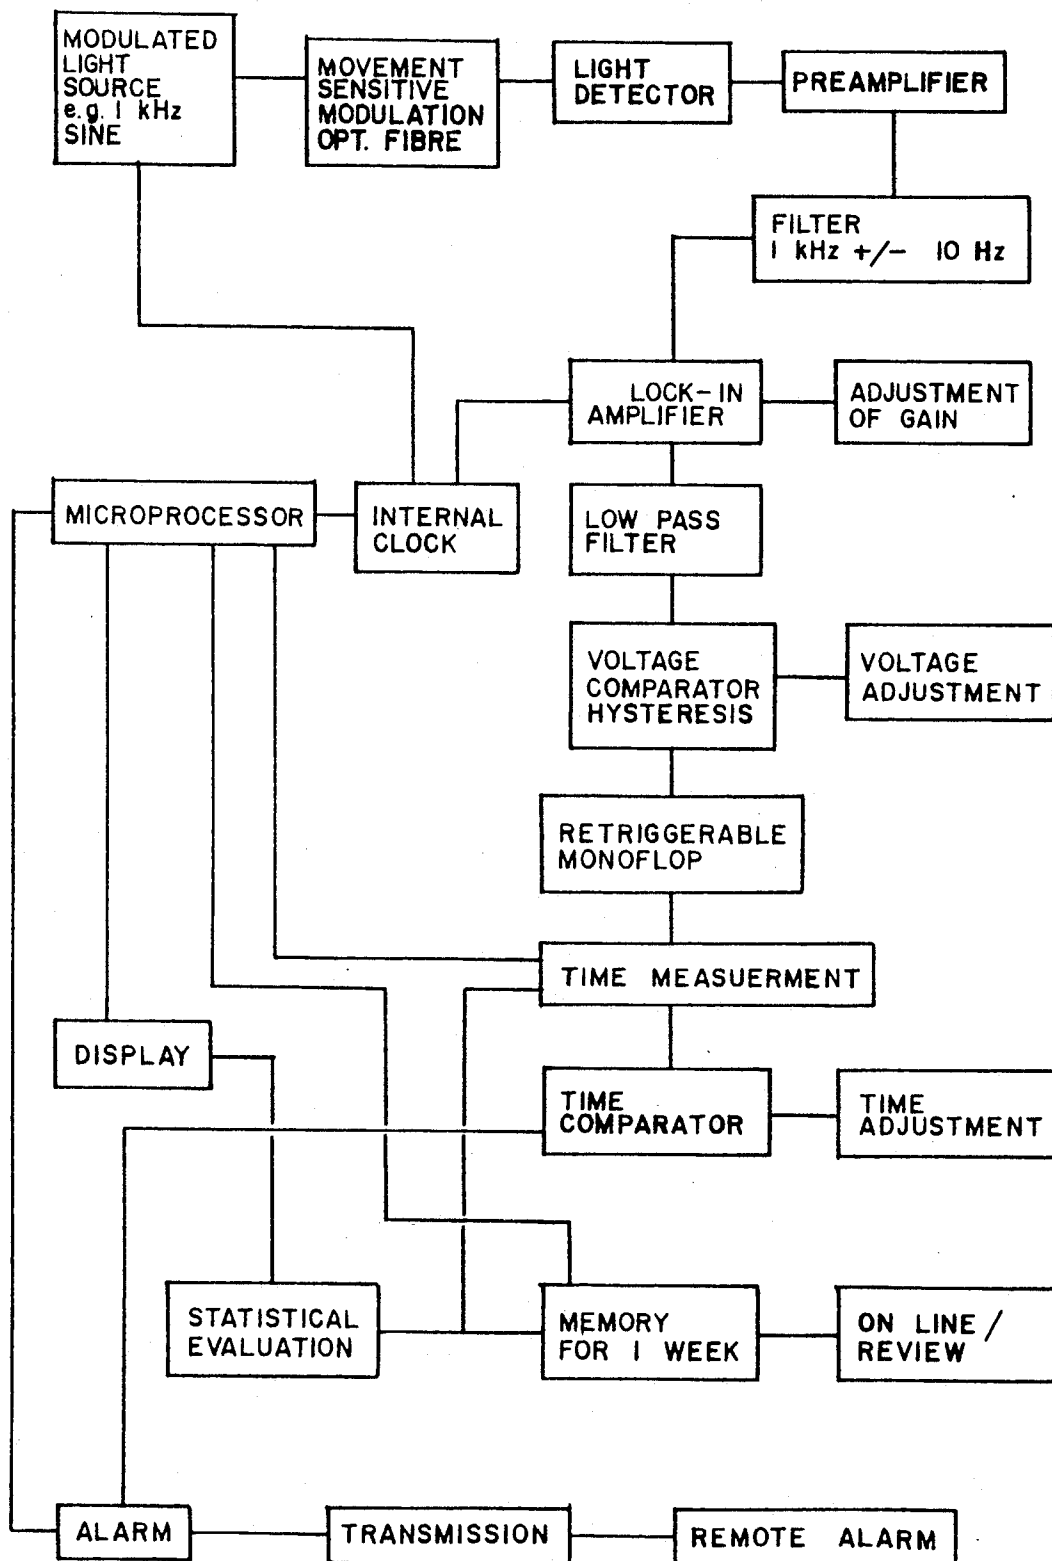 MODULATED
LIGHT
SOURCE
e.g. 1 kHz
SINE
MOVEMENT
SENSITIVE
MODULATION
OPT. FIBRE
LIGHT
DETECTOR
PREAMPLIFIER
FILTER
1 kHz +/- 10 Hz
LOCK-IN
AMPLIFIER
ADJUSTMENT
OF GAIN
MICROPROCESSOR
INTERNAL
CLOCK
LOW PASS
FILTER
VOLTAGE
COMPARATOR
HYSTERESIS
VOLTAGE
ADJUSTMENT
RETRIGGERABLE
MONOFLOP
TIME MEASUERMENT
DISPLAY
TIME
COMPARATOR
TIME
ADJUSTMENT
STATISTICAL
EVALUATION
MEMORY
FOR 1 WEEK
ON LINE /
REVIEW
ALARM
TRANSMISSION
REMOTE ALARM